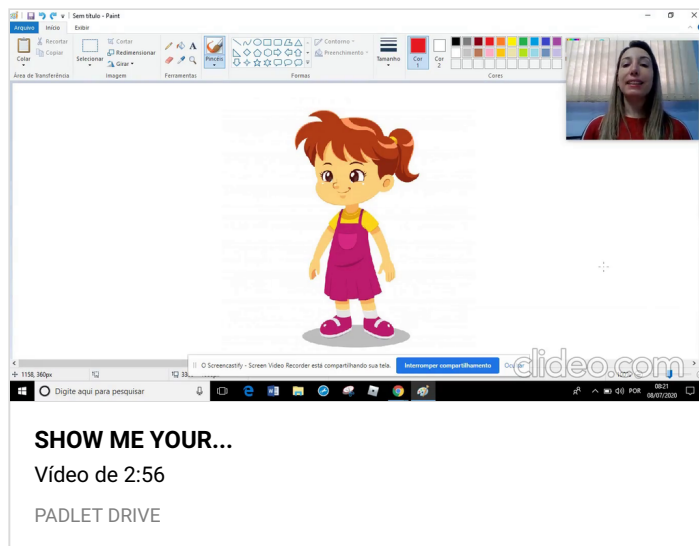 Sem título - Paint
Arquivo Início Exibir
Colar
Recortar
Copiar
Área de Transferência
Selecionar
Cortar
Redimensionar
Girar
Imagem
A
Ferramentas
Pincéis
Contorno
Preenchimento
Formas
Tamanho
Cor
1
Cor
2
Cores
O Screencastify - Screen Video Recorder está compartilhando sua tela. Interromper compartilhamento
clideo.com
1158, 360px
Digite aqui para pesquisar
POR
08:21
08/07/2020
SHOW ME YOUR...
Vídeo de 2:56
PADLET DRIVE